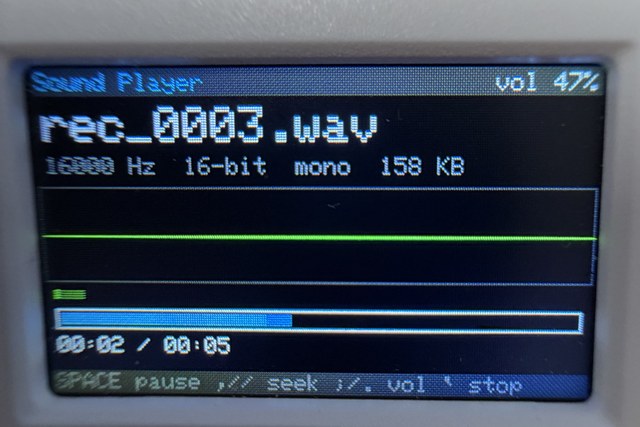 Sound Player vol 47%
rec_0003.wav
16000 Hz 16-bit mono 158 KB
00:02 / 00:05
SPACE pause ,// seek ;/. vol ` stop